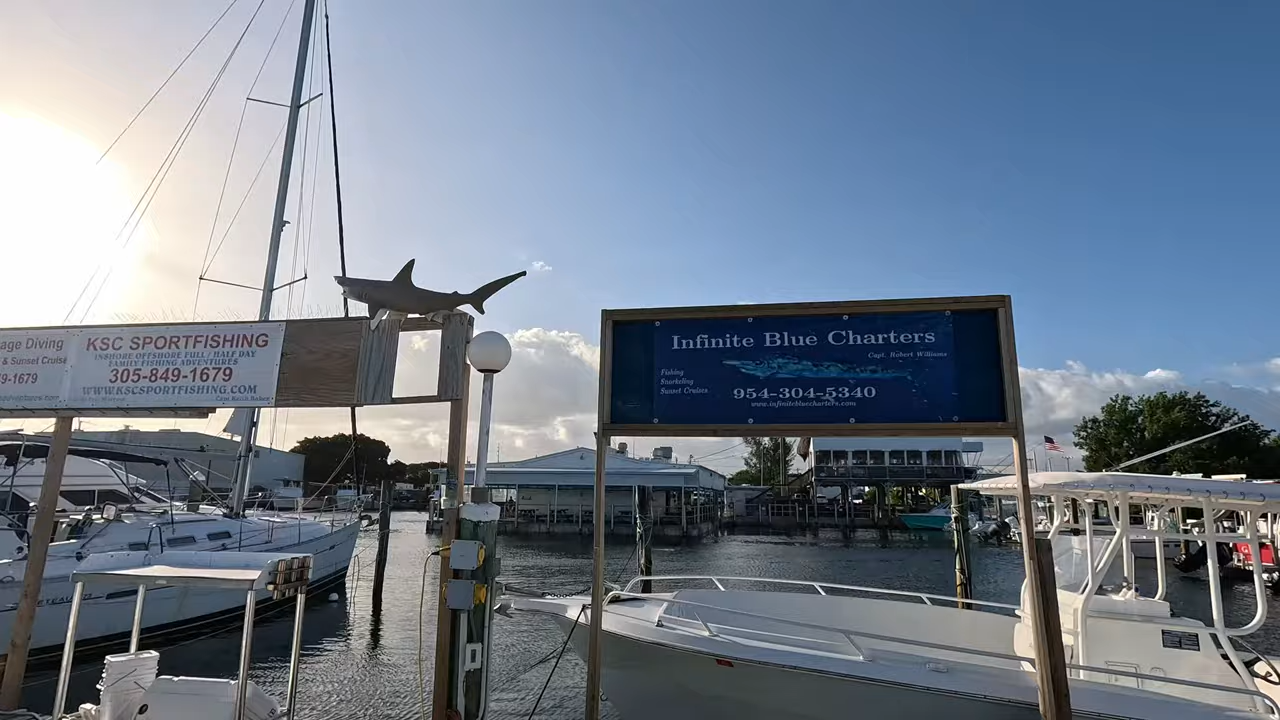 age Diving
& Sunset Cruise
9-1679
KSC SPORTFISHING
INSHORE OFFSHORE FULL / HALF DAY
FAMILY FISHING ADVENTURES
305-849-1679
WWW.KSCSPORTFISHING.COM
Infinite Blue Charters
Capt. Robert Williams
Fishing
Snorkeling
Sunset Cruises
954-304-5340
www.infinitebluecharters.com